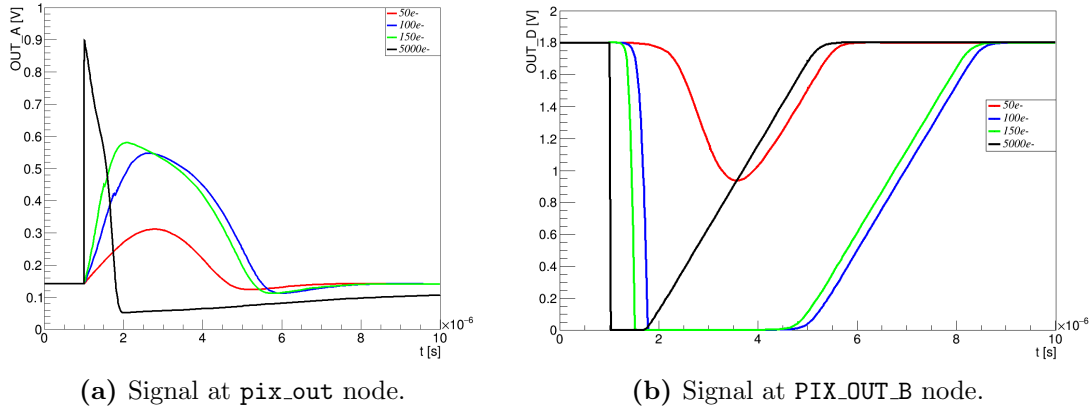 OUT_A [V]
1
0.9
0.8
0.7
0.6
0.5
0.4
0.3
0.2
0.1
0
0 2 4 6 8 10
×10⁻⁶
t [s]
50e-
100e-
150e-
5000e-
(a) Signal at pix_out node.
OUT_D [V]
2
1.8
1.6
1.4
1.2
1
0.8
0.6
0.4
0.2
0
0 2 4 6 8 10
×10⁻⁶
t [s]
50e-
100e-
150e-
5000e-
(b) Signal at PIX_OUT_B node.